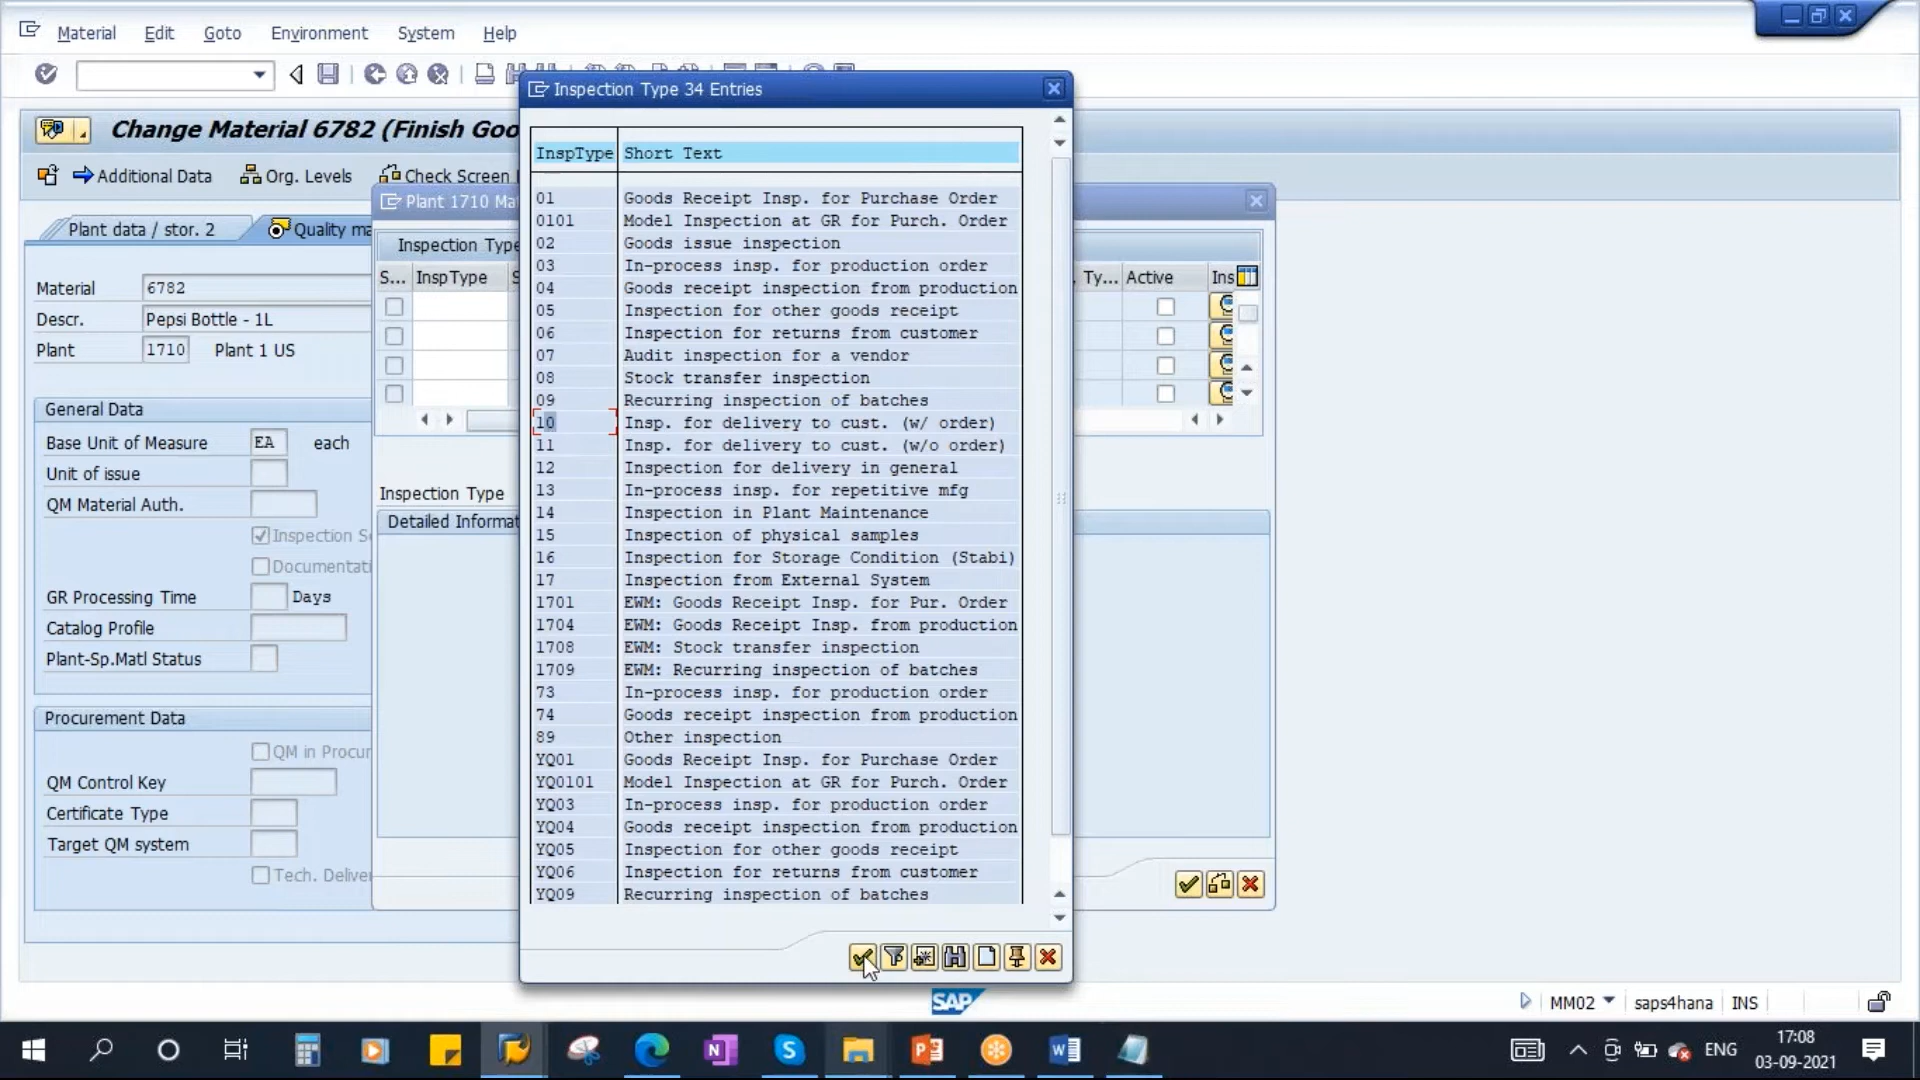 Material Edit Goto Environment System Help
Change Material 6782 (Finish Goo
Additional Data Org. Levels Check Screen
Plant data / stor. 2 Quality ma
Material 6782
Descr. Pepsi Bottle - 1L
Plant 1710 Plant 1 US
General Data
Base Unit of Measure EA each
Unit of issue
QM Material Auth.
Inspection S
Documentati
GR Processing Time Days
Catalog Profile
Plant-Sp.Matl Status
Procurement Data
QM in Procur
QM Control Key
Certificate Type
Target QM system
Tech. Delive
Plant 1710 Ma
Inspection Type
S... InspType S Ty... Active Ins
Inspection Type
Detailed Informat
Inspection Type 34 Entries
InspType Short Text
01 Goods Receipt Insp. for Purchase Order
0101 Model Inspection at GR for Purch. Order
02 Goods issue inspection
03 In-process insp. for production order
04 Goods receipt inspection from production
05 Inspection for other goods receipt
06 Inspection for returns from customer
07 Audit inspection for a vendor
08 Stock transfer inspection
09 Recurring inspection of batches
10 Insp. for delivery to cust. (w/ order)
11 Insp. for delivery to cust. (w/o order)
12 Inspection for delivery in general
13 In-process insp. for repetitive mfg
14 Inspection in Plant Maintenance
15 Inspection of physical samples
16 Inspection for Storage Condition (Stabi)
17 Inspection from External System
1701 EWM: Goods Receipt Insp. for Pur. Order
1704 EWM: Goods Receipt Insp. from production
1708 EWM: Stock transfer inspection
1709 EWM: Recurring inspection of batches
73 In-process insp. for production order
74 Goods receipt inspection from production
89 Other inspection
YQ01 Goods Receipt Insp. for Purchase Order
YQ0101 Model Inspection at GR for Purch. Order
YQ03 In-process insp. for production order
YQ04 Goods receipt inspection from production
YQ05 Inspection for other goods receipt
YQ06 Inspection for returns from customer
YQ09 Recurring inspection of batches
SAP
MM02 saps4hana INS
ENG
17:08
03-09-2021